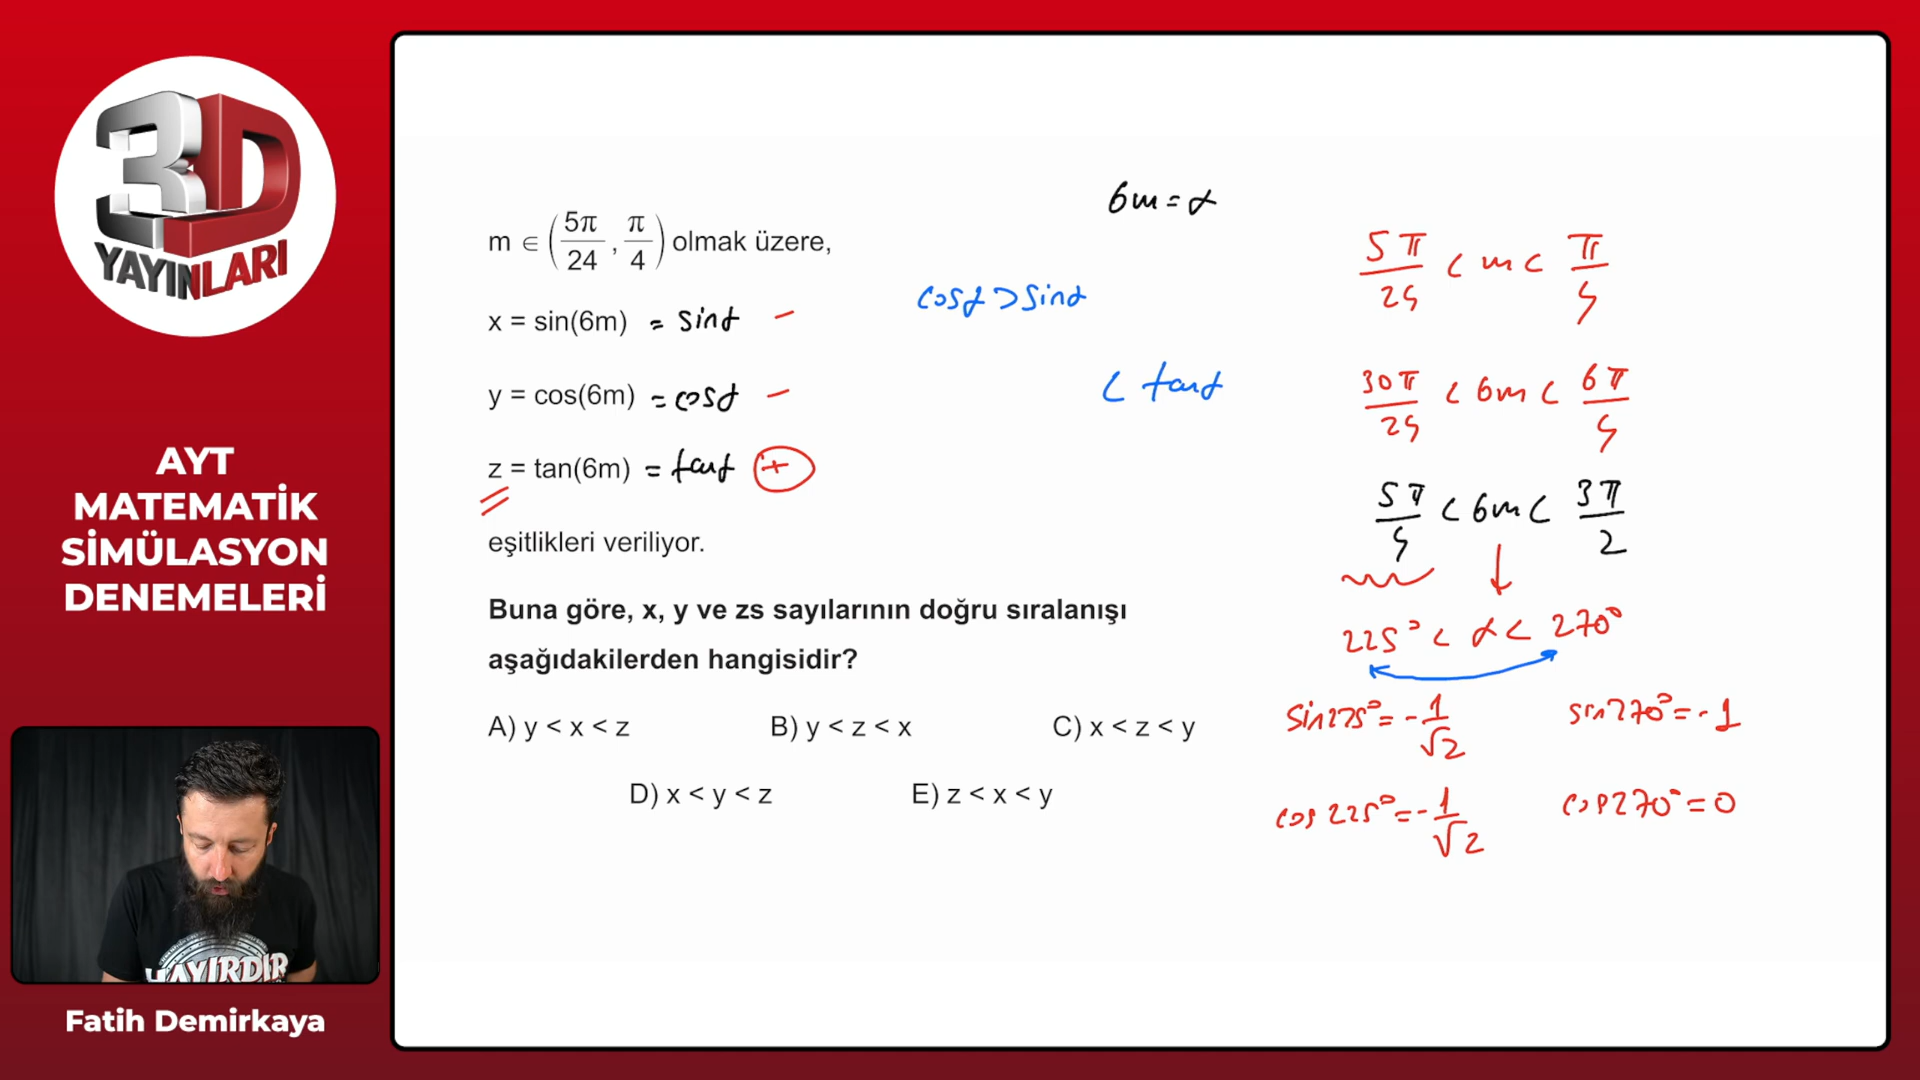 3D
YAYINLARI
AYT
MATEMATİK
SİMÜLASYON
DENEMELERİ
HAYIRDIR
Fatih Demirkaya
m ∈ (5π/24, π/4) olmak üzere,
x = sin(6m) = sinα −
y = cos(6m) = cosα −
z = tan(6m) = tanα +
eşitlikleri veriliyor.
Buna göre, x, y ve zs sayılarının doğru sıralanışı
aşağıdakilerden hangisidir?
A) y < x < z B) y < z < x C) x < z < y
D) x < y < z E) z < x < y
6m = α
cosα > sinα
< tanα
5π/24 < m < π/4
30π/24 < 6m < 6π/4
5π/4 < 6m < 3π/2
225° < α < 270°
sin225° = -1/√2 sin270° = -1
cos225° = -1/√2 cos270° = 0